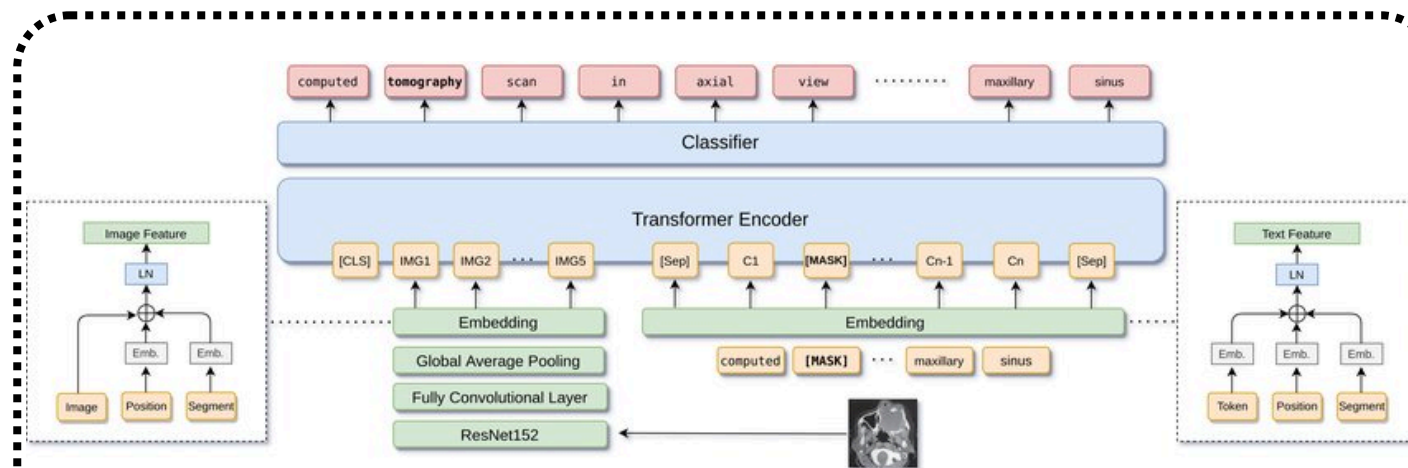 computed tomography scan in axial view ········· maxillary sinus
Classifier
Transformer Encoder
[CLS] IMG1 IMG2 ··· IMG5 [Sep] C1 [MASK] ··· Cn-1 Cn [Sep]
Embedding Embedding
Global Average Pooling
computed [MASK] ··· maxillary sinus
Fully Convolutional Layer
ResNet152
Image Feature
LN
Emb. Emb.
Image Position Segment
Text Feature
LN
Emb. Emb. Emb.
Token Position Segment